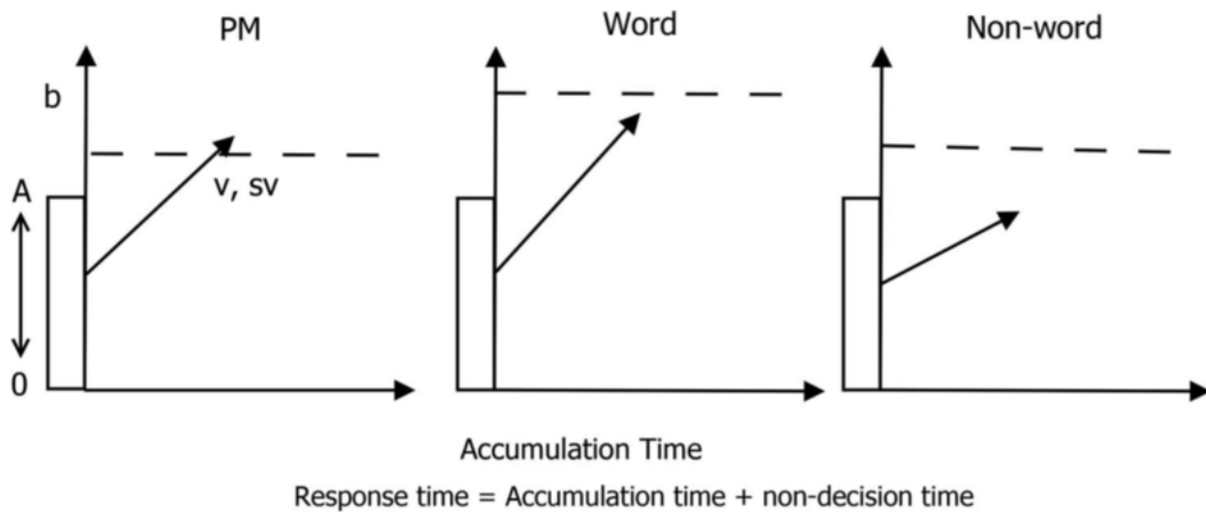 PM
Word
Non-word
b
A
v, sv
0
Accumulation Time
Response time = Accumulation time + non-decision time